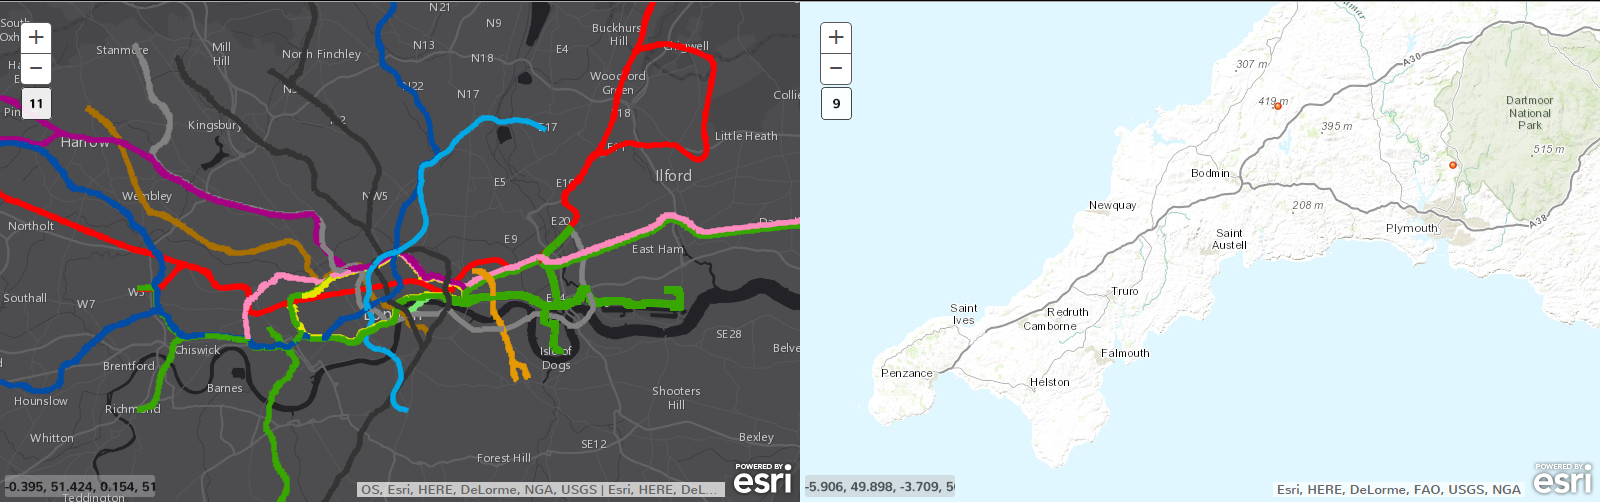 N21
South
N9
Buckhurst
Hill
+
N13
E4
Chigwell
Stanmore
Mill
Hill
North Finchley
N18
−
Woodford
Green
N22
N17
Collie
11
E18
E17
Kingsbury
Little Heath
Harrow
E11
E5
E10
Ilford
Wembley
NW5
E20
Northolt
E9
East Ham
Southall
W7
W5
E14
London
SE28
Chiswick
Belve
Isle of
Dogs
Brentford
Barnes
Shooters
Hill
Hounslow
Richmond
Whitton
SE12
Bexley
Forest Hill
Teddington
-0.395, 51.424, 0.154, 51
OS, Esri, HERE, DeLorme, NGA, USGS | Esri, HERE, DeL...
POWERED BY
esri
+
−
9
A30
307 m
419 m
395 m
Dartmoor
National
Park
515 m
Bodmin
Newquay
208 m
A38
Plymouth
Saint
Austell
Truro
Saint
Ives
Redruth
Camborne
Falmouth
Penzance
Helston
-5.906, 49.898, -3.709, 50
Esri, HERE, DeLorme, FAO, USGS, NGA
POWERED BY
esri